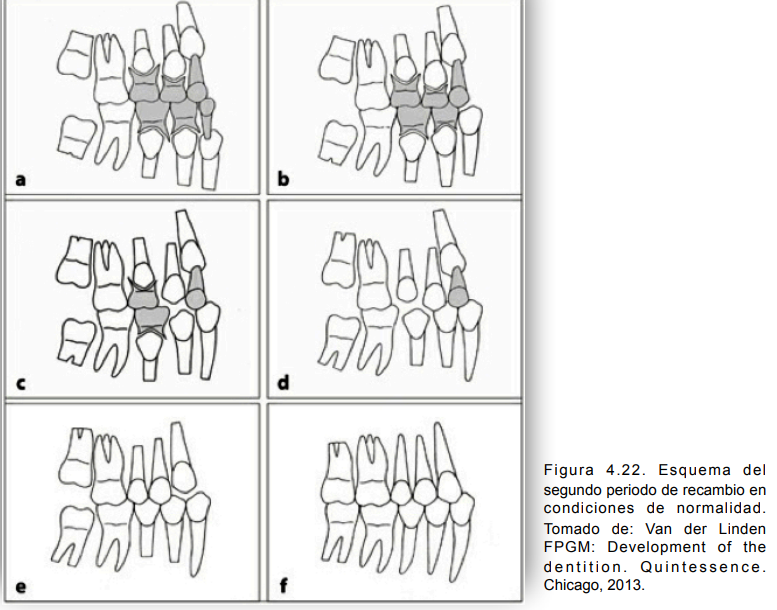 a
b
c
d
e
f
Figura 4.22. Esquema del
segundo periodo de recambio en
condiciones de normalidad.
Tomado de: Van der Linden
FPGM: Development of the
dentition. Quintessence.
Chicago, 2013.